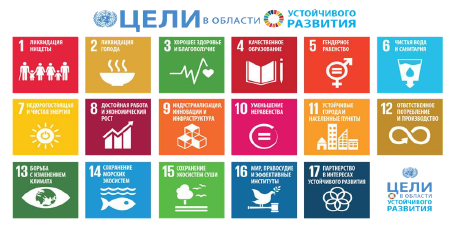 ЦЕЛИ В ОБЛАСТИ УСТОЙЧИВОГО
РАЗВИТИЯ
1 ЛИКВИДАЦИЯ
НИЩЕТЫ
2 ЛИКВИДАЦИЯ
ГОЛОДА
3 ХОРОШЕЕ ЗДОРОВЬЕ
И БЛАГОПОЛУЧИЕ
4 КАЧЕСТВЕННОЕ
ОБРАЗОВАНИЕ
5 ГЕНДЕРНОЕ
РАВЕНСТВО
6 ЧИСТАЯ ВОДА
И САНИТАРИЯ
7 НЕДОРОГОСТОЯЩАЯ
И ЧИСТАЯ ЭНЕРГИЯ
8 ДОСТОЙНАЯ РАБОТА
И ЭКОНОМИЧЕСКИЙ
РОСТ
9 ИНДУСТРИАЛИЗАЦИЯ,
ИННОВАЦИИ И
ИНФРАСТРУКТУРА
10 УМЕНЬШЕНИЕ
НЕРАВЕНСТВА
11 УСТОЙЧИВЫЕ
ГОРОДА И
НАСЕЛЕННЫЕ ПУНКТЫ
12 ОТВЕТСТВЕННОЕ
ПОТРЕБЛЕНИЕ
И ПРОИЗВОДСТВО
13 БОРЬБА
С ИЗМЕНЕНИЕМ
КЛИМАТА
14 СОХРАНЕНИЕ
МОРСКИХ
ЭКОСИСТЕМ
15 СОХРАНЕНИЕ
ЭКОСИСТЕМ СУШИ
16 МИР, ПРАВОСУДИЕ
И ЭФФЕКТИВНЫЕ
ИНСТИТУТЫ
17 ПАРТНЕРСТВО
В ИНТЕРЕСАХ
УСТОЙЧИВОГО РАЗВИТИЯ
ЦЕЛИ
В ОБЛАСТИ
УСТОЙЧИВОГО
РАЗВИТИЯ